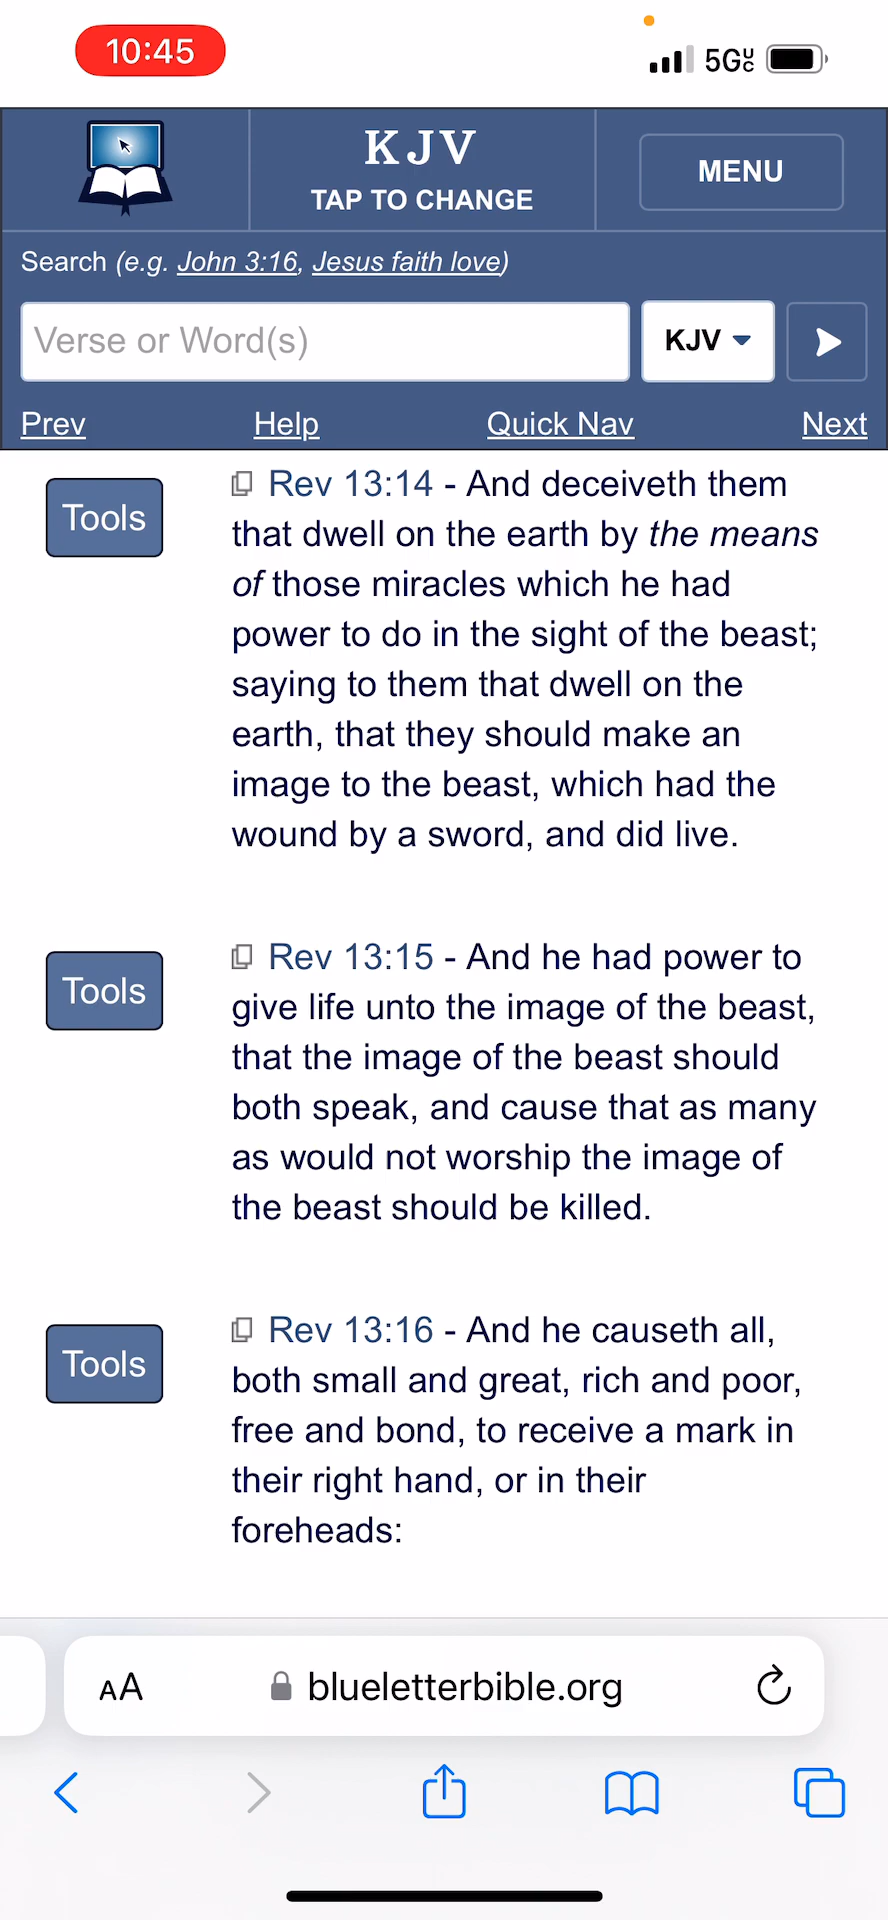 10:45
5G UC
KJV
TAP TO CHANGE
MENU
Search (e.g. John 3:16, Jesus faith love)
Verse or Word(s)
KJV
Prev
Help
Quick Nav
Next
Tools
Rev 13:14 - And deceiveth them
that dwell on the earth by the means
of those miracles which he had
power to do in the sight of the beast;
saying to them that dwell on the
earth, that they should make an
image to the beast, which had the
wound by a sword, and did live.
Tools
Rev 13:15 - And he had power to
give life unto the image of the beast,
that the image of the beast should
both speak, and cause that as many
as would not worship the image of
the beast should be killed.
Tools
Rev 13:16 - And he causeth all,
both small and great, rich and poor,
free and bond, to receive a mark in
their right hand, or in their
foreheads:
AA
blueletterbible.org